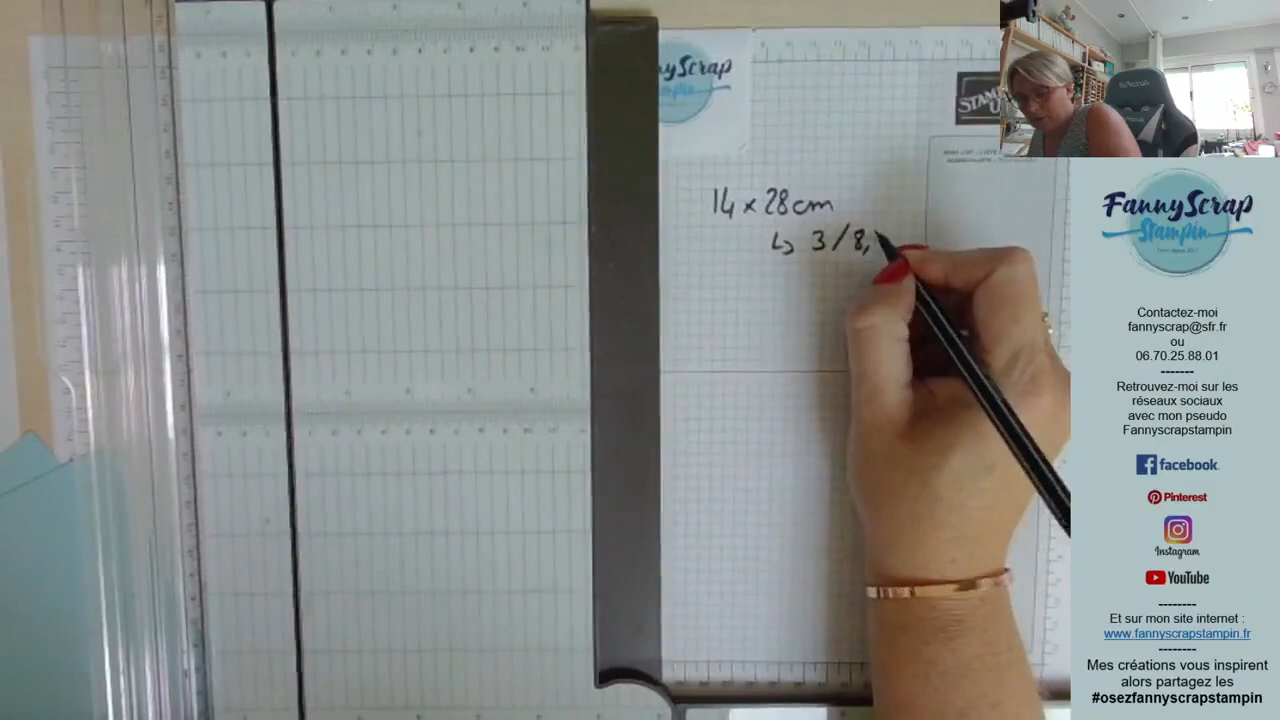 FannyScrap
Stampin
14 x 28 cm
↳ 3 / 8,
FannyScrap
Stampin
Contactez-moi
fannyscrap@sfr.fr
ou
06.70.25.88.01
-------
Retrouvez-moi sur les
réseaux sociaux
avec mon pseudo
Fannyscrapstampin
facebook
Pinterest
Instagram
YouTube
--------
Et sur mon site internet :
www.fannyscrapstampin.fr
--------
Mes créations vous inspirent
alors partagez les
#osezfannyscrapstampin